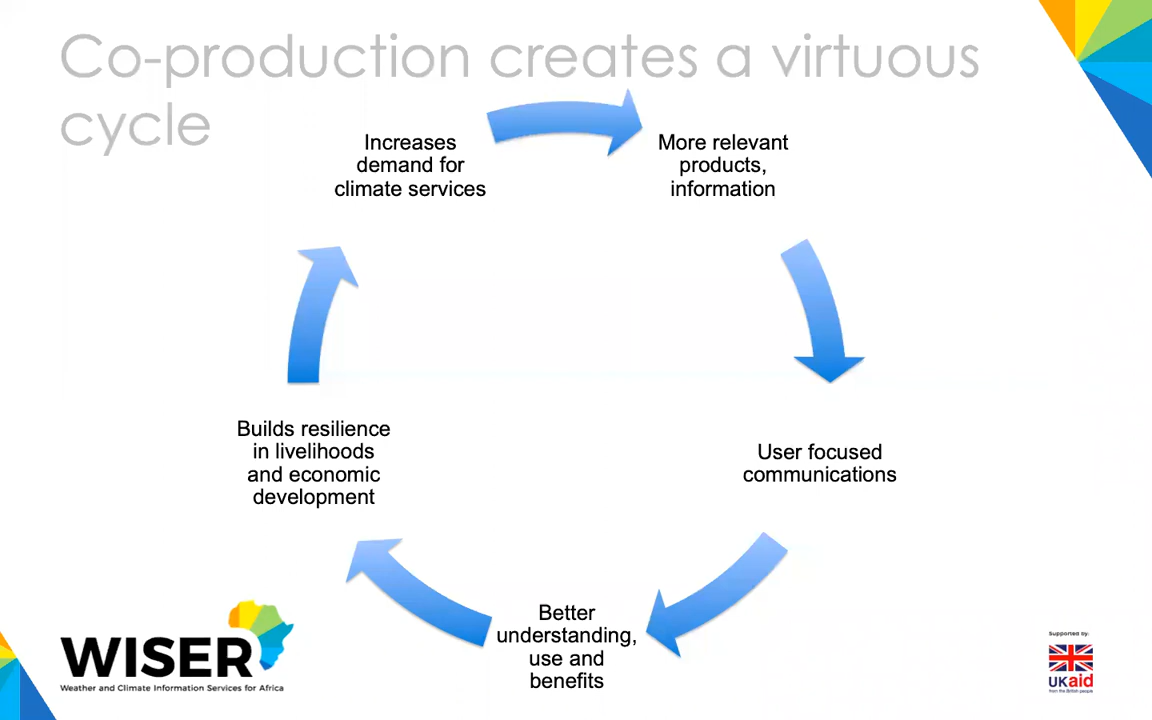 Co-production creates a virtuous
cycle
Increases
demand for
climate services
More relevant
products,
information
User focused
communications
Better
understanding,
use and
benefits
Builds resilience
in livelihoods
and economic
development
WISER
Weather and Climate Information Services for Africa
Supported by:
UKaid
from the British people